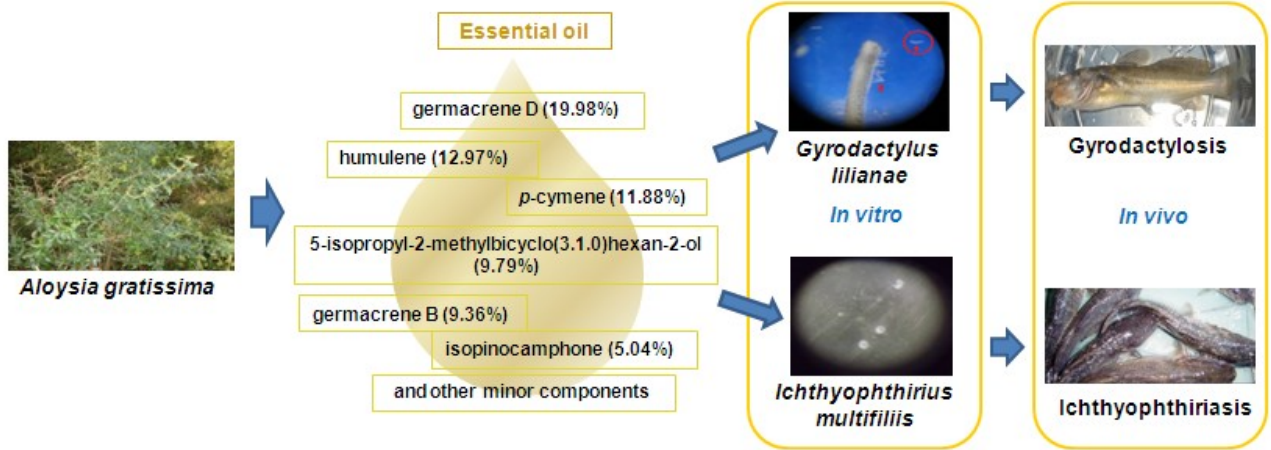 Essential oil
germacrene D (19.98%)
humulene (12.97%)
p-cymene (11.88%)
5-isopropyl-2-methylbicyclo(3.1.0)hexan-2-ol
(9.79%)
germacrene B (9.36%)
isopinocamphone (5.04%)
and other minor components
Aloysia gratissima
Gyrodactylus
lilianae
In vitro
Ichthyophthirius
multifiliis
Gyrodactylosis
In vivo
Ichthyophthiriasis